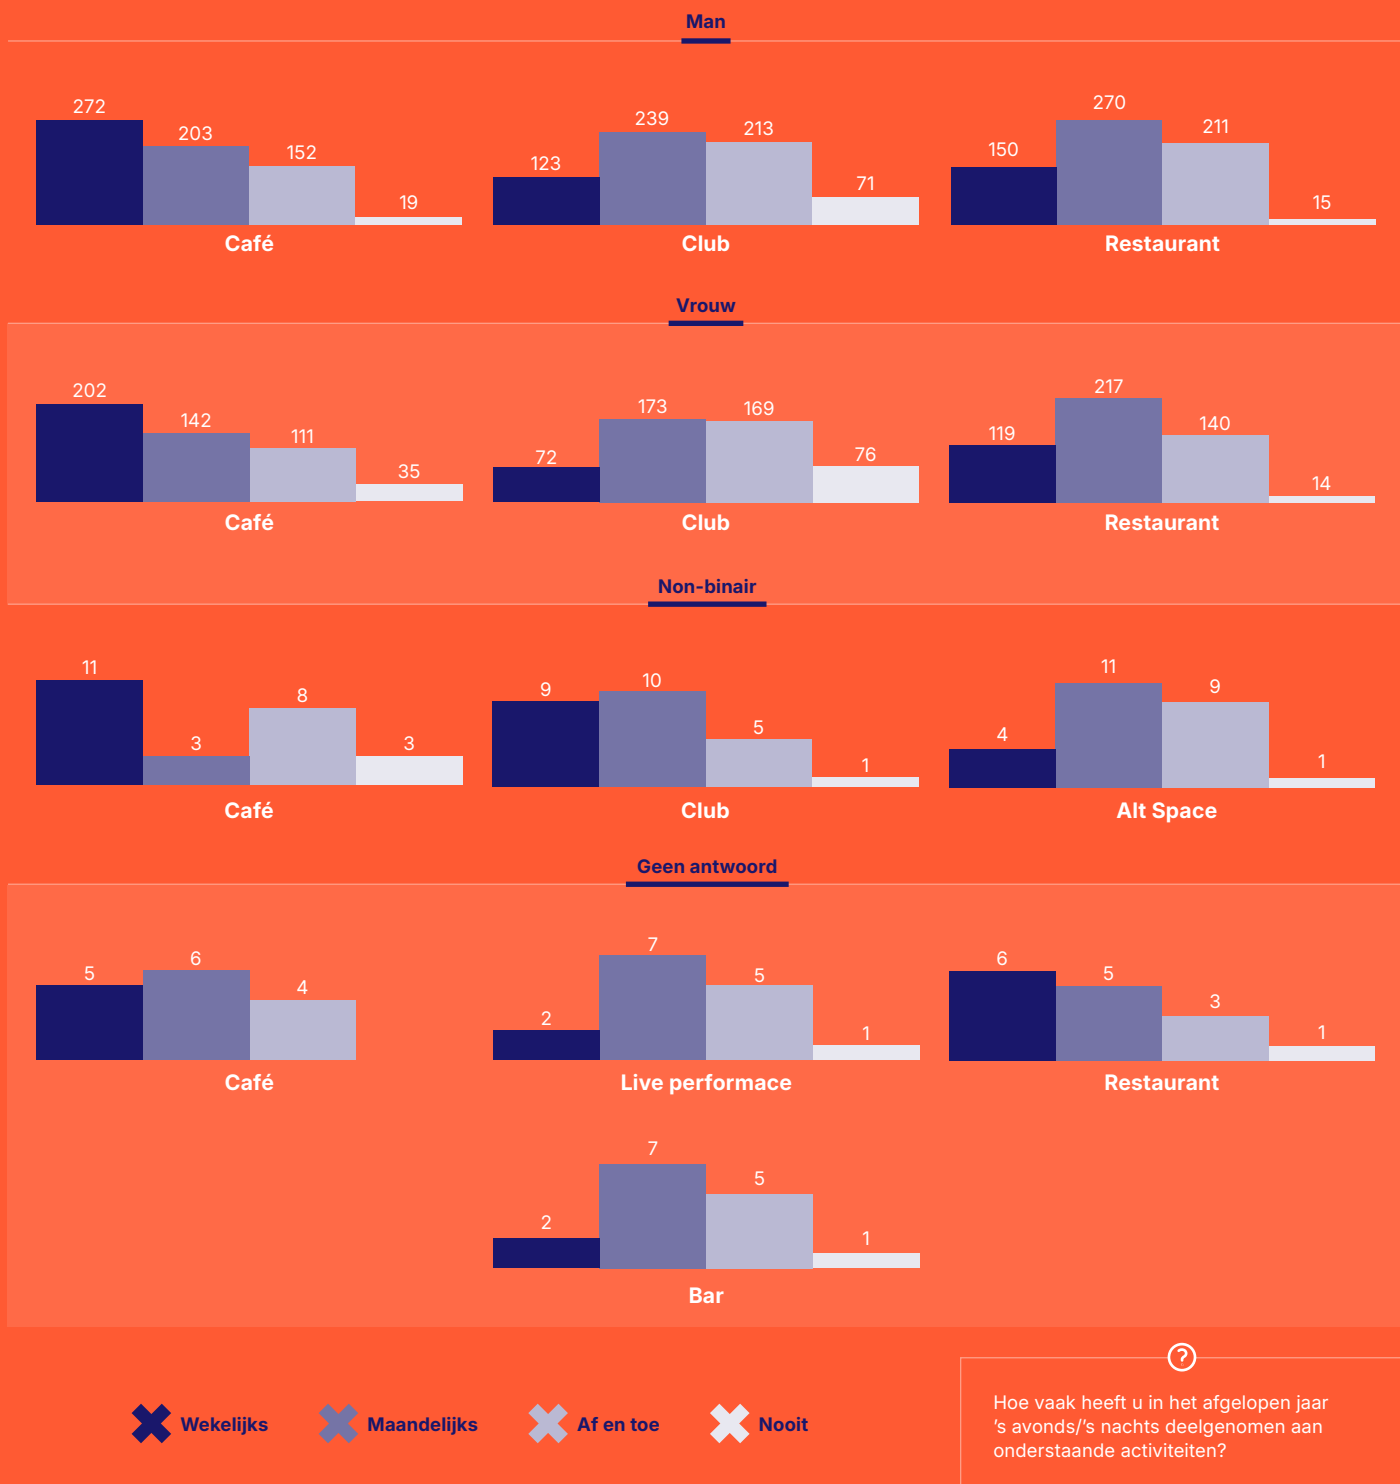 Man
272
203
152
19
Café
123
239
213
71
Club
150
270
211
15
Restaurant
Vrouw
202
142
111
35
Café
72
173
169
76
Club
119
217
140
14
Restaurant
Non-binair
11
3
8
3
Café
9
10
5
1
Club
4
11
9
1
Alt Space
Geen antwoord
5
6
4
Café
2
7
5
1
Live performace
6
5
3
1
Restaurant
2
7
5
1
Bar
Wekelijks
Maandelijks
Af en toe
Nooit
?
Hoe vaak heeft u in het afgelopen jaar
’s avonds/’s nachts deelgenomen aan
onderstaande activiteiten?